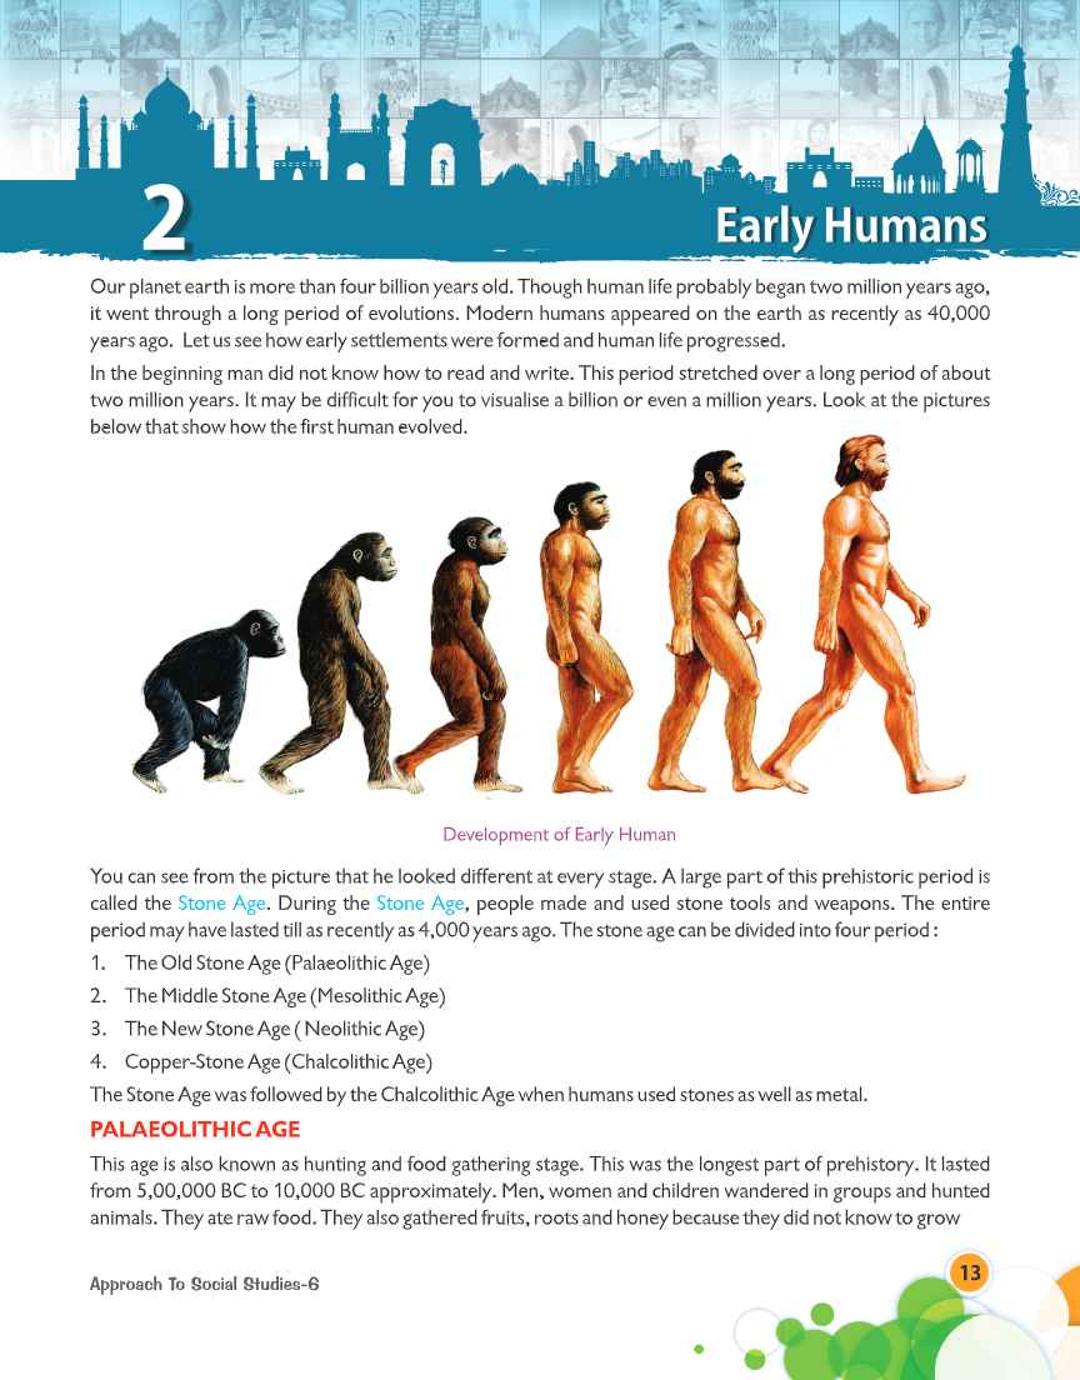 2
Early Humans
Our planet earth is more than four billion years old. Though human life probably began two million years ago,
it went through a long period of evolutions. Modern humans appeared on the earth as recently as 40,000
years ago. Let us see how early settlements were formed and human life progressed.
In the beginning man did not know how to read and write. This period stretched over a long period of about
two million years. It may be difficult for you to visualise a billion or even a million years. Look at the pictures
below that show how the first human evolved.
Development of Early Human
You can see from the picture that he looked different at every stage. A large part of this prehistoric period is
called the Stone Age. During the Stone Age, people made and used stone tools and weapons. The entire
period may have lasted till as recently as 4,000 years ago. The stone age can be divided into four period :
1. The Old Stone Age (Palaeolithic Age)
2. The Middle Stone Age (Mesolithic Age)
3. The New Stone Age ( Neolithic Age)
4. Copper-Stone Age (Chalcolithic Age)
The Stone Age was followed by the Chalcolithic Age when humans used stones as well as metal.
PALAEOLITHIC AGE
This age is also known as hunting and food gathering stage. This was the longest part of prehistory. It lasted
from 5,00,000 BC to 10,000 BC approximately. Men, women and children wandered in groups and hunted
animals. They ate raw food. They also gathered fruits, roots and honey because they did not know to grow
Approach To Social Studies-6
13